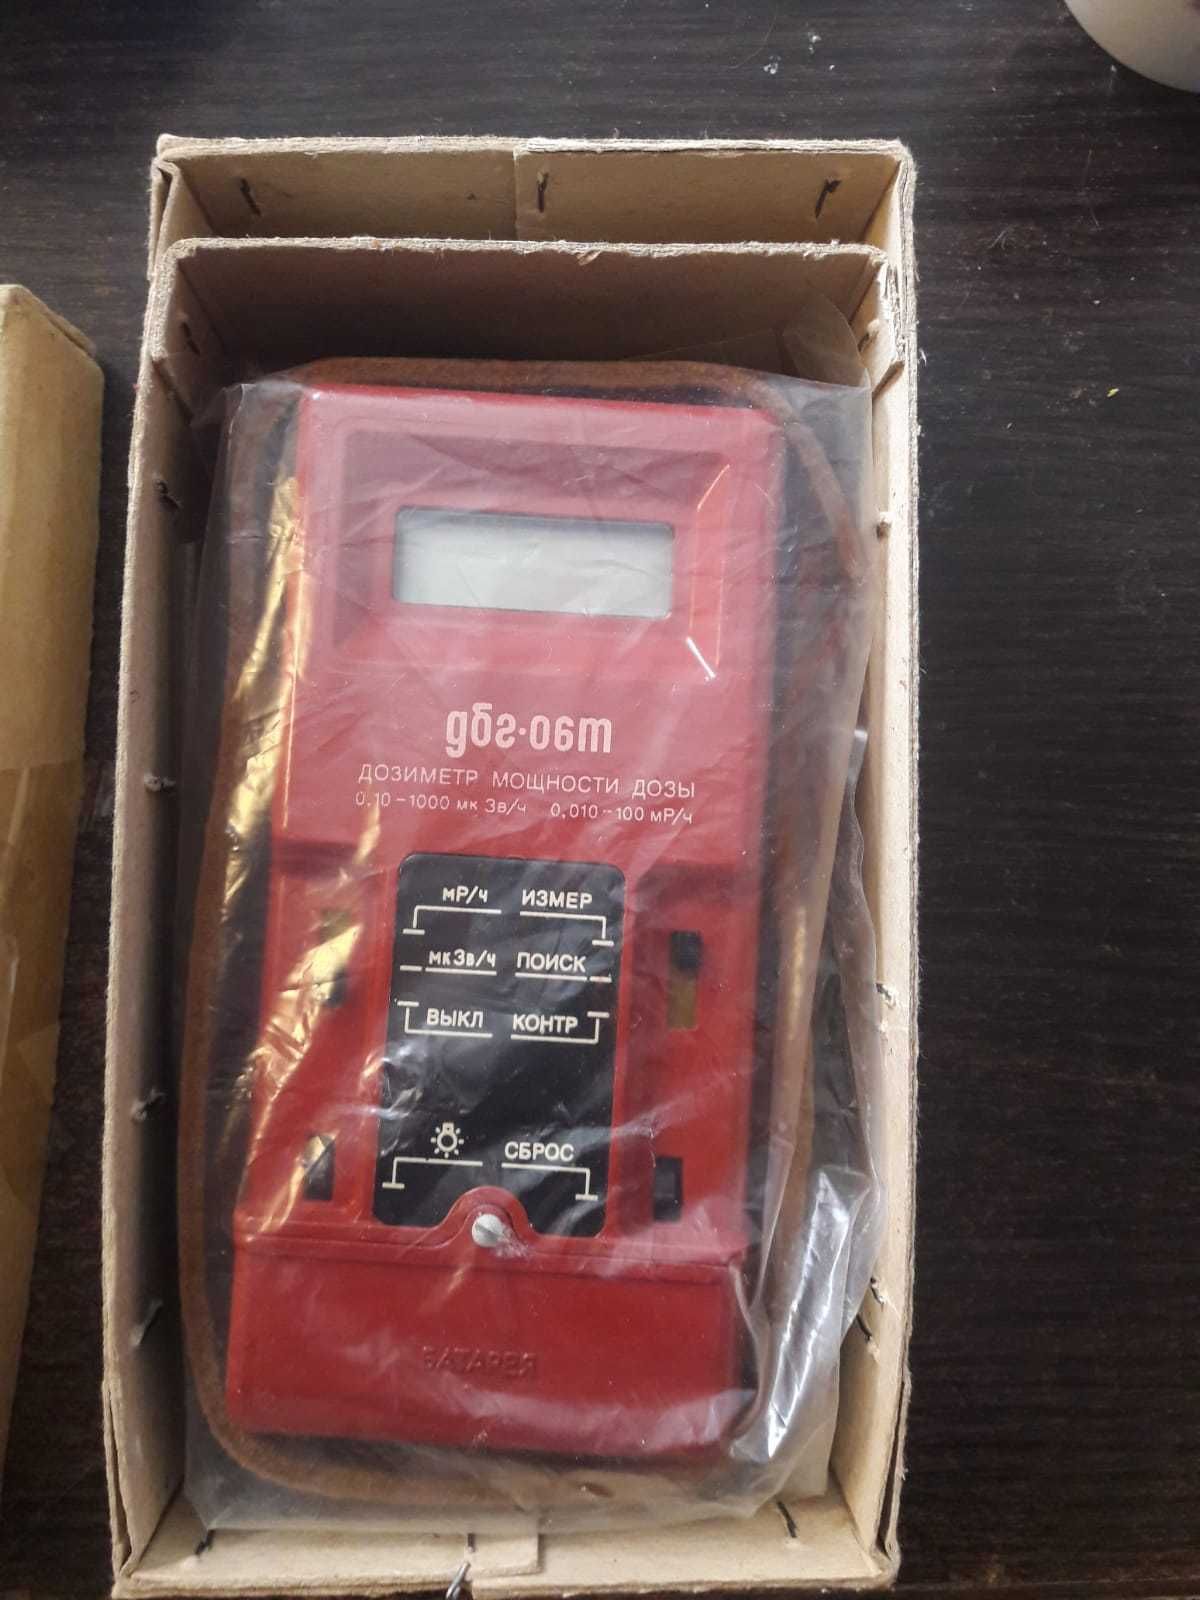 дбг·06т
ДОЗИМЕТР МОЩНОСТИ ДОЗЫ
0,10-1000 мк Зв/ч 0,010-100 мР/ч
мР/ч ИЗМЕР
мкЗв/ч ПОИСК
ВЫКЛ КОНТР
СБРОС
БАТАРЕЯ